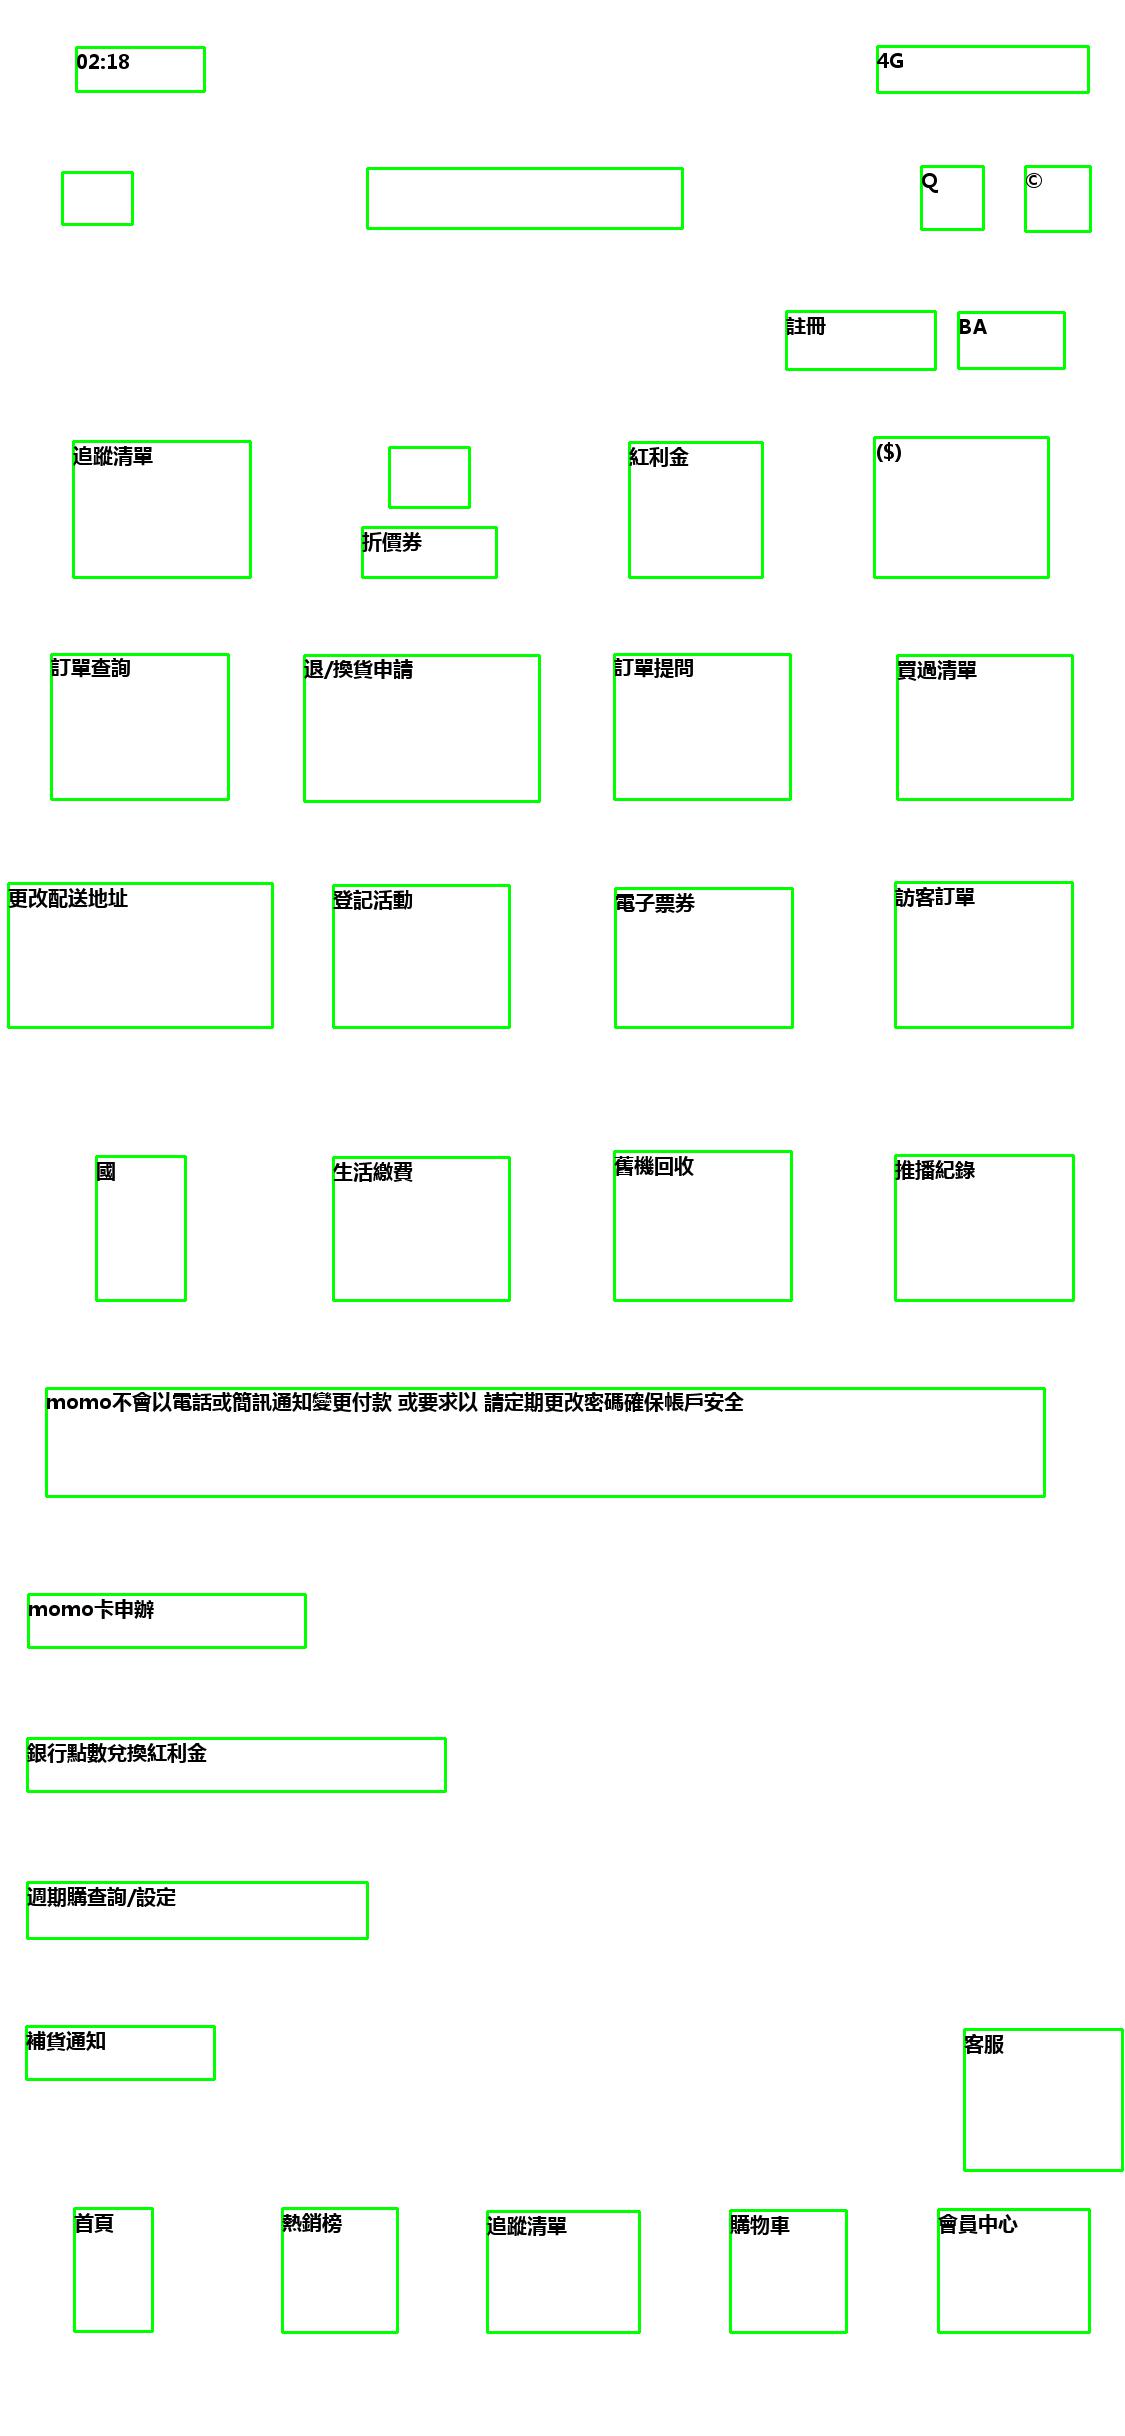 02:18
4G
Q
©
註冊
BA
追蹤清單
折價券
紅利金
($)
訂單查詢
退/換貨申請
訂單提問
買過清單
更改配送地址
登記活動
電子票券
訪客訂單
國
生活繳費
舊機回收
推播紀錄
momo不會以電話或簡訊通知變更付款 或要求以 請定期更改密碼確保帳戶安全
momo卡申辦
銀行點數兌換紅利金
週期購查詢/設定
補貨通知
客服
首頁
熱銷榜
追蹤清單
購物車
會員中心